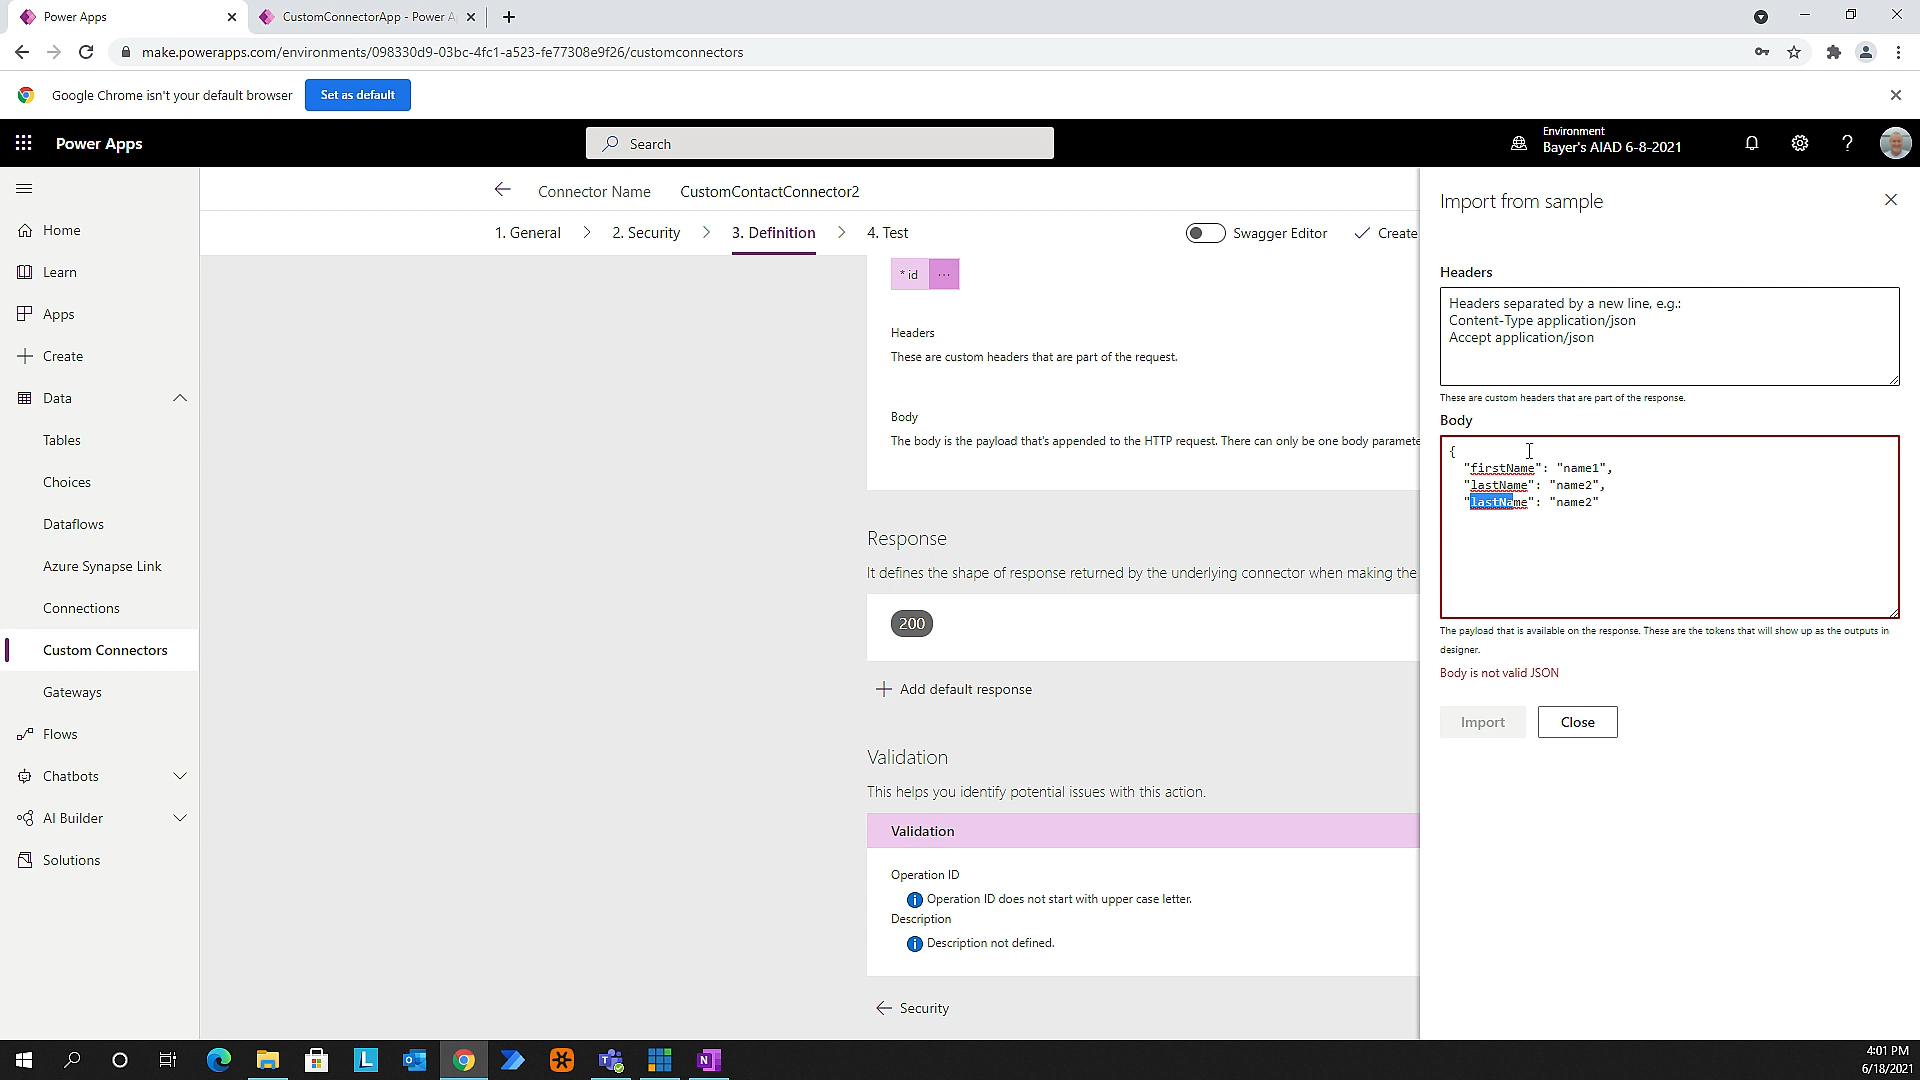 Power Apps
CustomConnectorApp - Power A
make.powerapps.com/environments/098330d9-03bc-4fc1-a523-fe77308e9f26/customconnectors
Google Chrome isn't your default browser
Set as default
Power Apps
Search
Environment
Bayer's AIAD 6-8-2021
Home
Learn
Apps
Create
Data
Tables
Choices
Dataflows
Azure Synapse Link
Connections
Custom Connectors
Gateways
Flows
Chatbots
AI Builder
Solutions
Connector Name
CustomContactConnector2
1. General
2. Security
3. Definition
4. Test
Swagger Editor
Create
* id
...
Headers
These are custom headers that are part of the request.
Body
The body is the payload that's appended to the HTTP request. There can only be one body paramete
Response
It defines the shape of response returned by the underlying connector when making the
200
Add default response
Validation
This helps you identify potential issues with this action.
Validation
Operation ID
Operation ID does not start with upper case letter.
Description
Description not defined.
Security
Import from sample
Headers
Headers separated by a new line, e.g.:
Content-Type application/json
Accept application/json
These are custom headers that are part of the response.
Body
{
"firstName": "name1",
"lastName": "name2",
"lastName": "name2"
The payload that is available on the response. These are the tokens that will show up as the outputs in
designer.
Body is not valid JSON
Import
Close
4:01 PM
6/18/2021